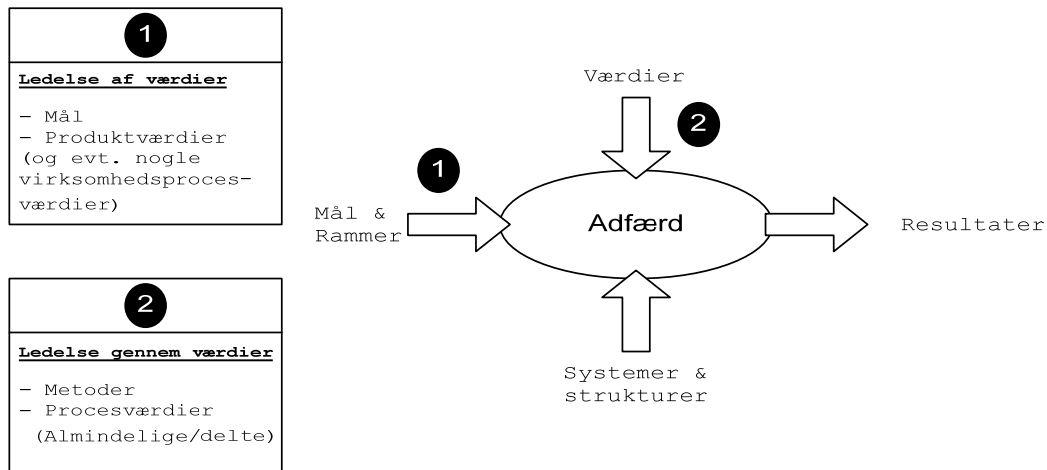 1
Ledelse af værdier
– Mål
– Produktværdier
(og evt. nogle
virksomhedsproces–
værdier)
2
Ledelse gennem værdier
– Metoder
– Procesværdier
(Almindelige/delte)
Værdier
2
1
Mål &
Rammer
Adfærd
Resultater
Systemer &
strukturer